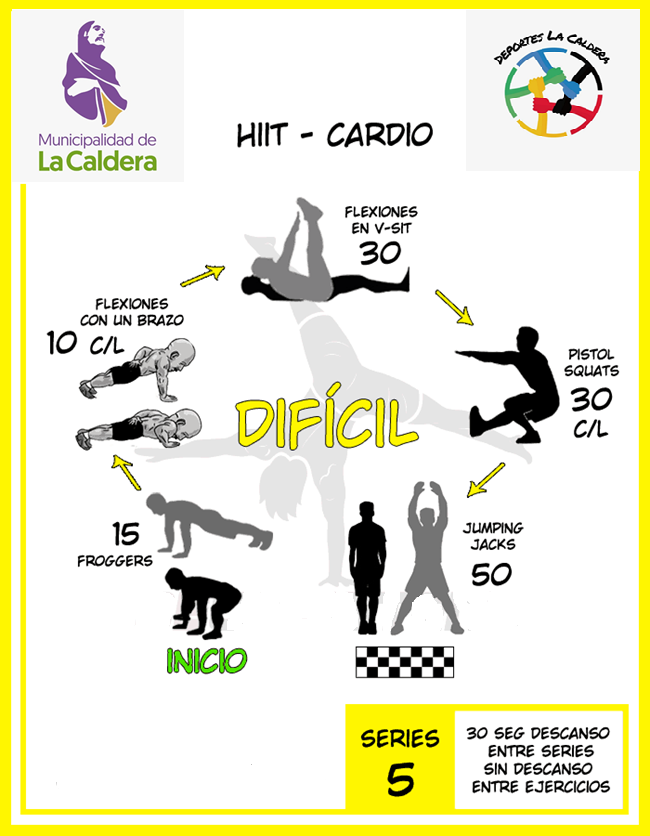 Municipalidad de
La Caldera
DEPORTES LA CALDERA
HIIT - CARDIO
FLEXIONES
EN V-SIT
30
FLEXIONES
CON UN BRAZO
10 C/L
PISTOL
SQUATS
30
C/L
DIFÍCIL
15
FROGGERS
JUMPING
JACKS
50
INICIO
SERIES
5
30 SEG DESCANSO
ENTRE SERIES
SIN DESCANSO
ENTRE EJERCICIOS